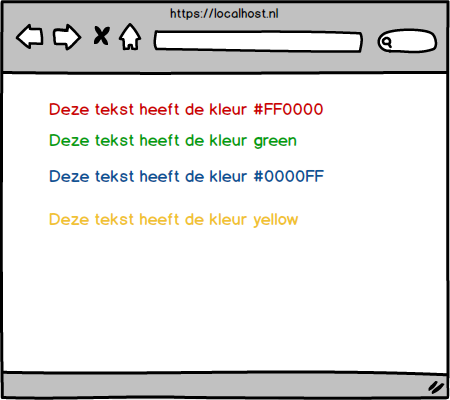 https://localhost.nl
Deze tekst heeft de kleur #FF0000
Deze tekst heeft de kleur green
Deze tekst heeft de kleur #0000FF
Deze tekst heeft de kleur yellow